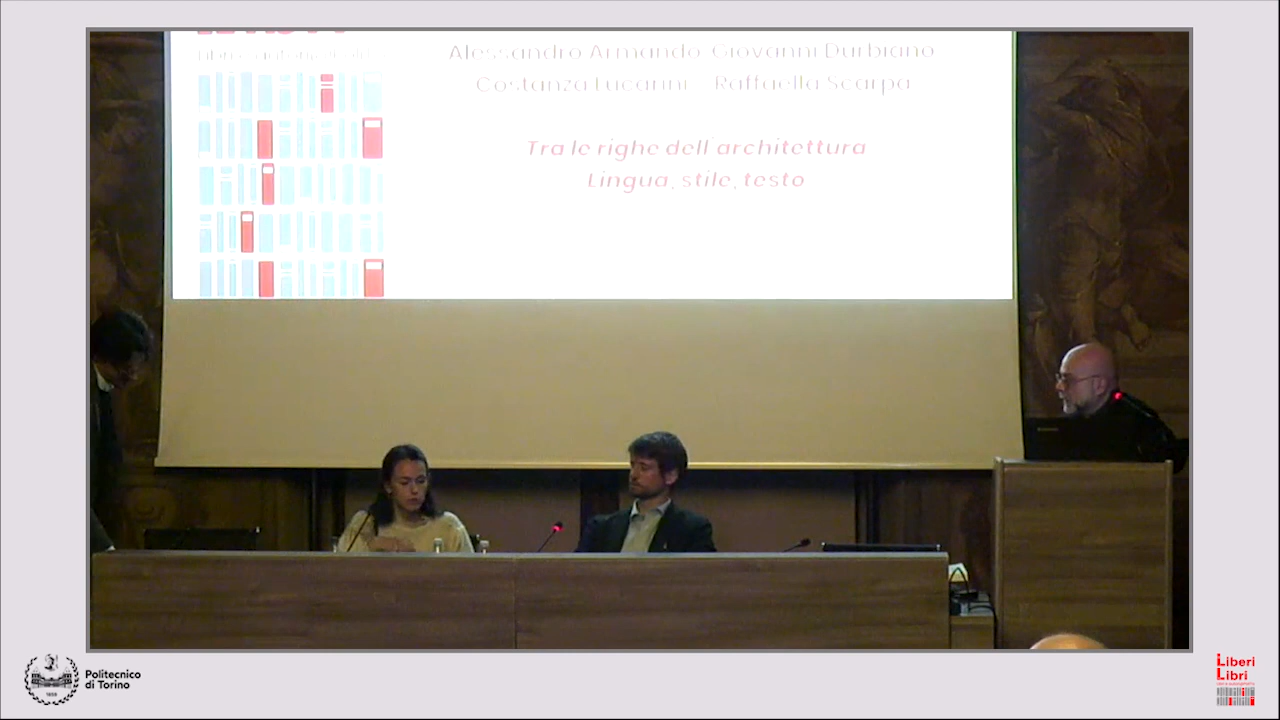 Alessandro Armando Giovanni Durbiano
Costanza Lucarini Raffaella Scarpa
Tra le righe dell'architettura
Lingua, stile, testo
Politecnico
di Torino
1859
Liberi
Libri